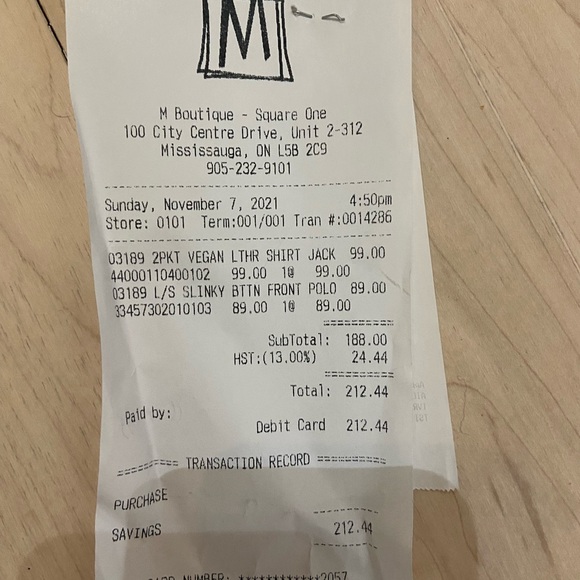 M
M Boutique - Square One
100 City Centre Drive, Unit 2-312
Mississauga, ON L5B 2C9
905-232-9101
Sunday, November 7, 2021 4:50pm
Store: 0101 Term:001/001 Tran #:0014286
03189 2PKT VEGAN LTHR SHIRT JACK 99.00
44000110400102 99.00 1@ 99.00
03189 L/S SLINKY BTTN FRONT POLO 89.00
33457302010103 89.00 1@ 89.00
SubTotal: 188.00
HST:(13.00%) 24.44
Total: 212.44
Paid by:
Debit Card 212.44
TRANSACTION RECORD
PURCHASE
SAVINGS 212.44
CARD NUMBER: ************2057